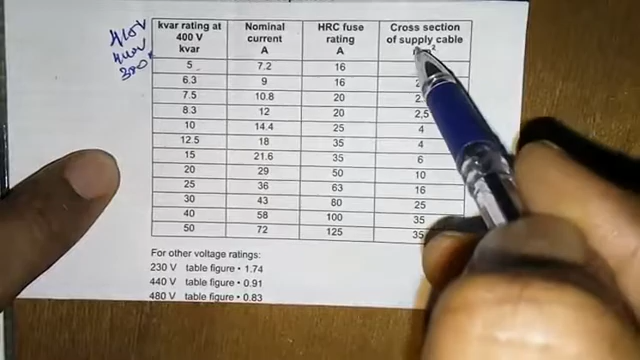 410V
440V
380
kvar rating at Nominal HRC fuse Cross section
400 V current rating of supply cable
kvar A A
5 7.2 16
6.3 9 16
7.5 10.8 20
8.3 12 20 2,5
10 14.4 25 4
12.5 18 35 4
15 21.6 35 6
20 29 50 10
25 36 63 16
30 43 80 25
40 58 100 35
50 72 125 35
For other voltage ratings:
230 V table figure • 1.74
440 V table figure • 0.91
480 V table figure • 0.83